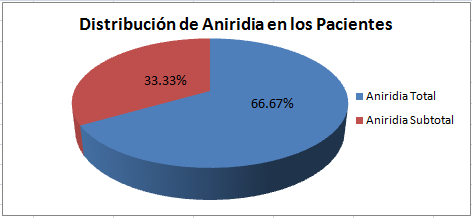 Distribución de Aniridia en los Pacientes
33.33%
66.67%
Aniridia Total
Aniridia Subtotal